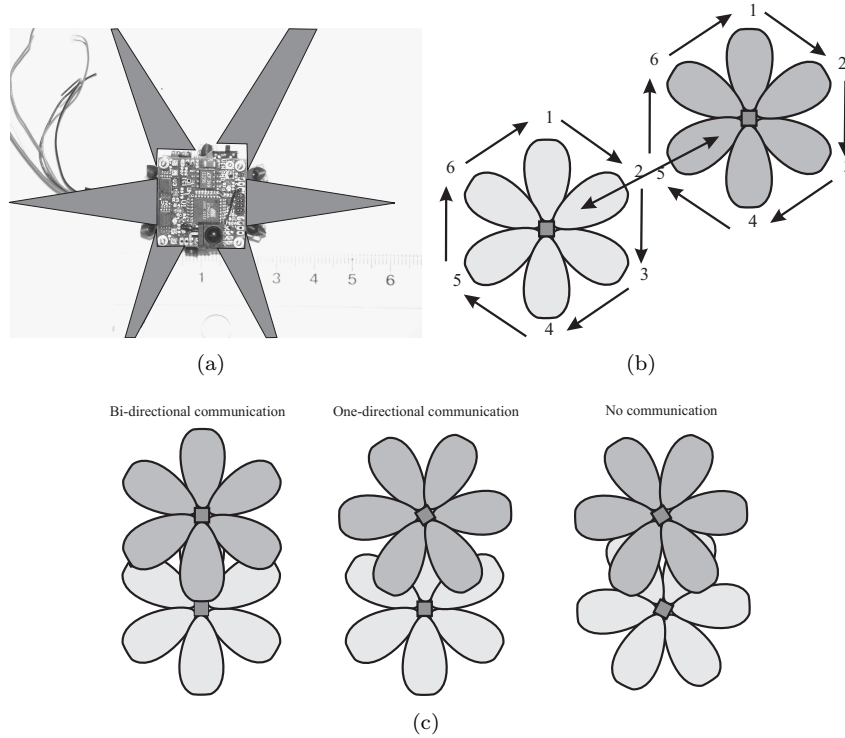 1
6
2
5
4
1
6
2
5
3
4
1
3
4
5
6
(a)
(b)
Bi-directional communication
One-directional communication
No communication
(c)